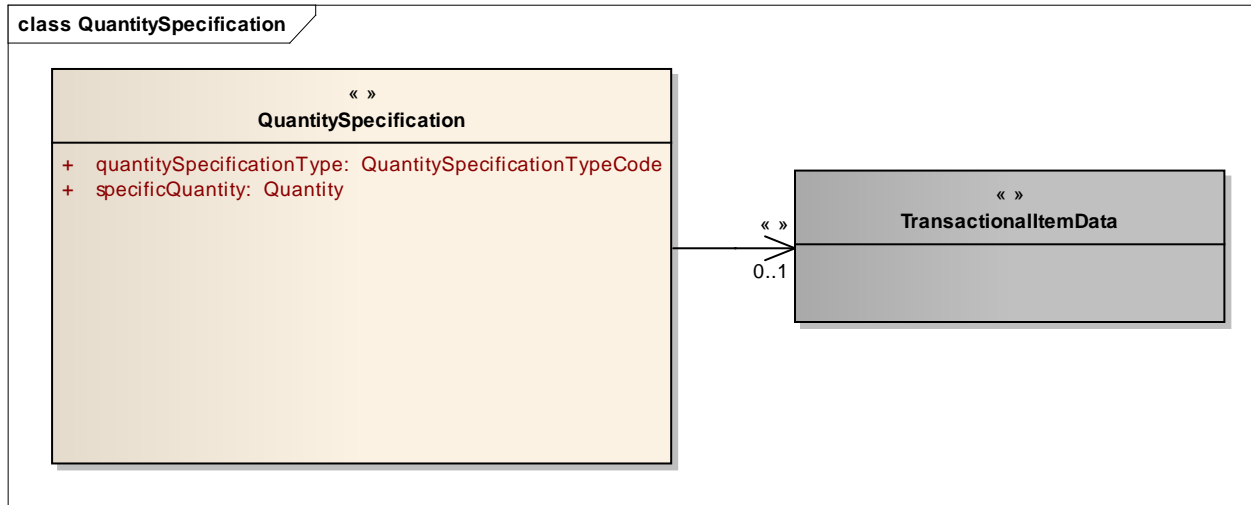 class QuantitySpecification
« »
QuantitySpecification
+ quantitySpecificationType: QuantitySpecificationTypeCode
+ specificQuantity: Quantity
« »
TransactionalItemData
« »
0..1